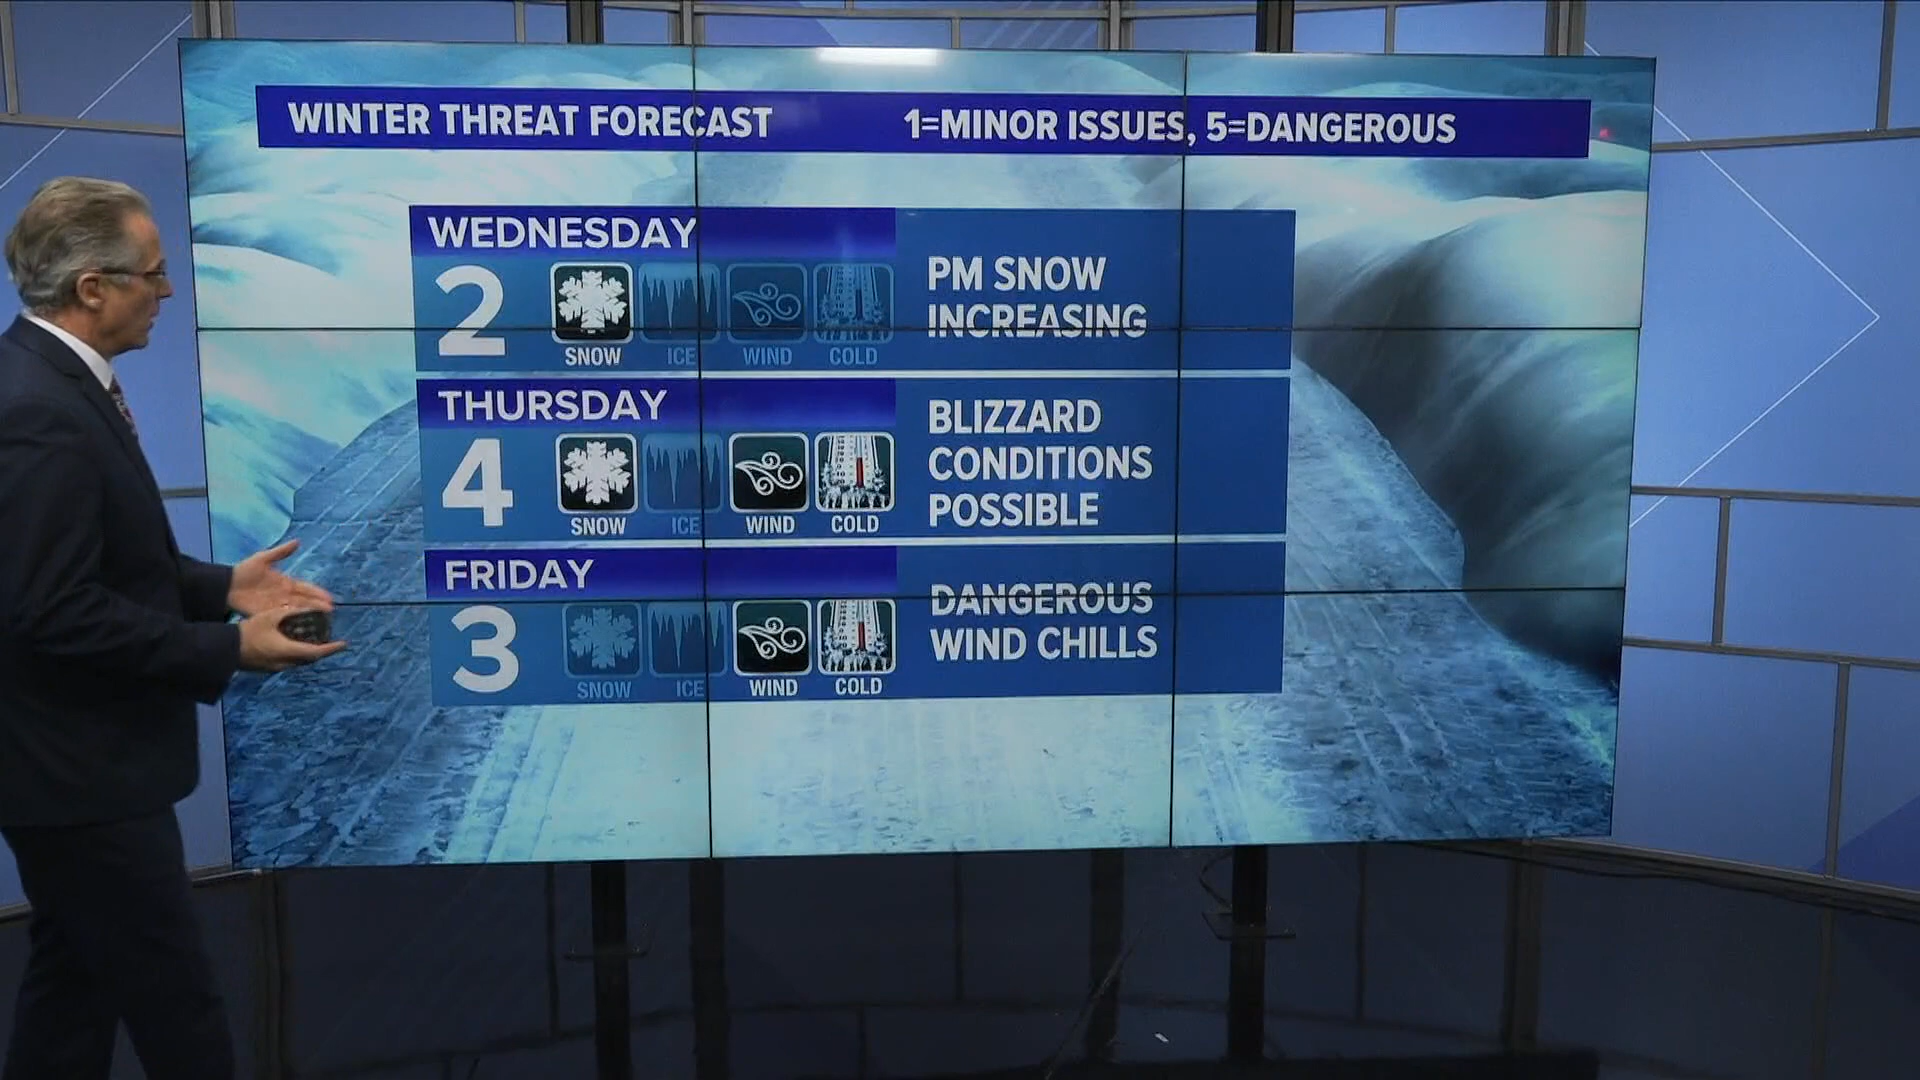 WINTER THREAT FORECAST 1=MINOR ISSUES, 5=DANGEROUS
WEDNESDAY
2
SNOW ICE WIND COLD
PM SNOW
INCREASING
THURSDAY
4
SNOW ICE WIND COLD
BLIZZARD
CONDITIONS
POSSIBLE
FRIDAY
3
SNOW ICE WIND COLD
DANGEROUS
WIND CHILLS